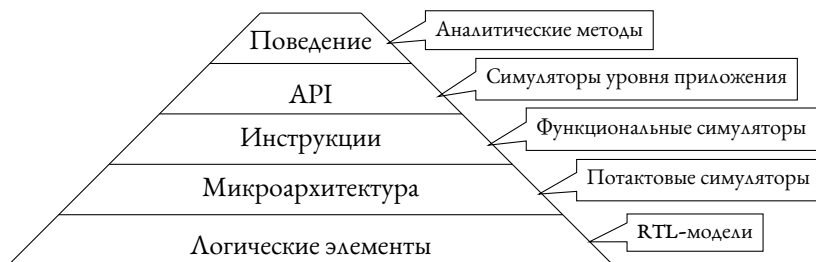 Поведение
Аналитические методы
API
Симуляторы уровня приложения
Инструкции
Функциональные симуляторы
Микроархитектура
Потактовые симуляторы
Логические элементы
RTL-модели